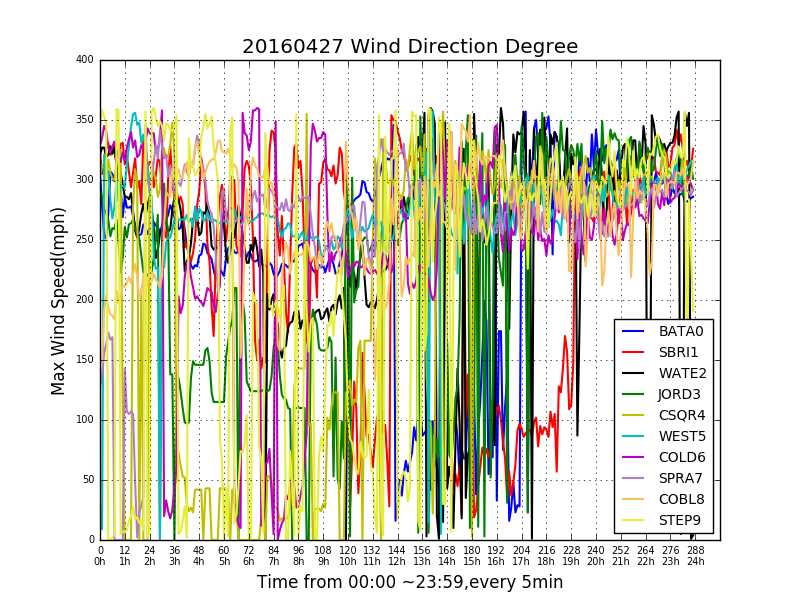 20160427 Wind Direction Degree
400
350
300
250
200
150
100
50
0
Max Wind Speed(mph)
BATA0
SBRI1
WATE2
JORD3
CSQR4
WEST5
COLD6
SPRA7
COBL8
STEP9
0 12 24 36 48 60 72 84 96 108 120 132 144 156 168 180 192 204 216 228 240 252 264 276 288
0h 1h 2h 3h 4h 5h 6h 7h 8h 9h 10h 11h 12h 13h 14h 15h 16h 17h 18h 19h 20h 21h 22h 23h 24h
Time from 00:00 ~23:59,every 5min